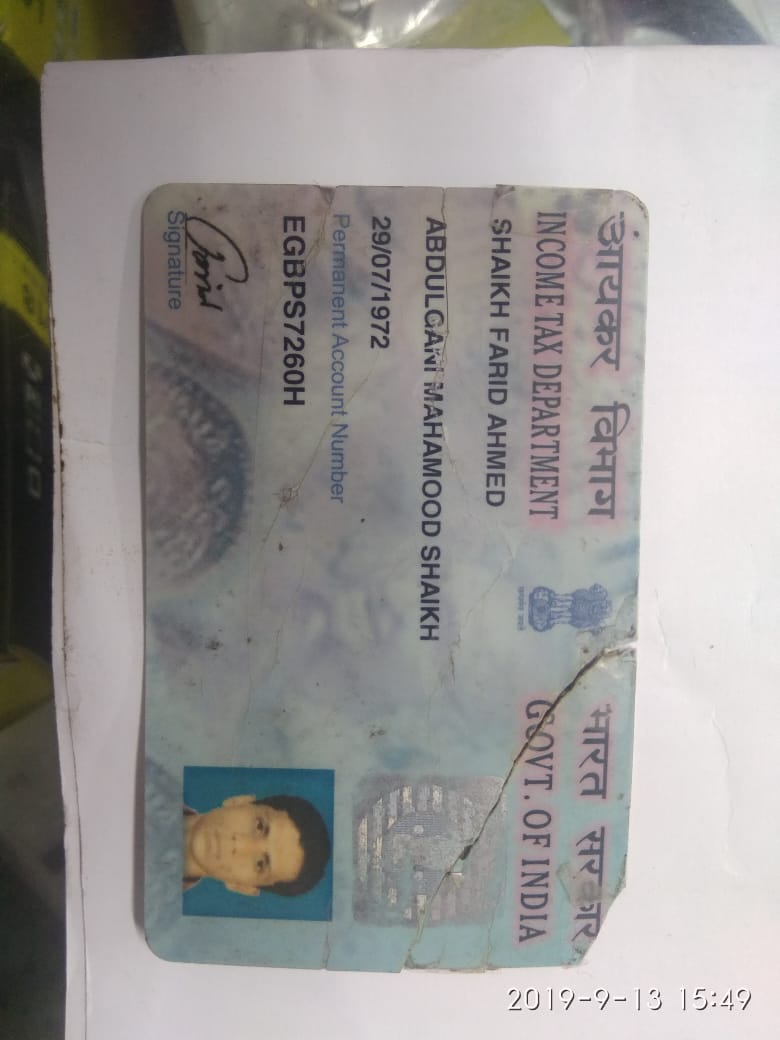 आयकर विभाग
INCOME TAX DEPARTMENT
भारत सरकार
GOVT. OF INDIA
SHAIKH FARID AHMED
ABDULGANI MAHAMOOD SHAIKH
29/07/1972
Permanent Account Number
EGBPS7260H
Signature
2019-9-13 15:49